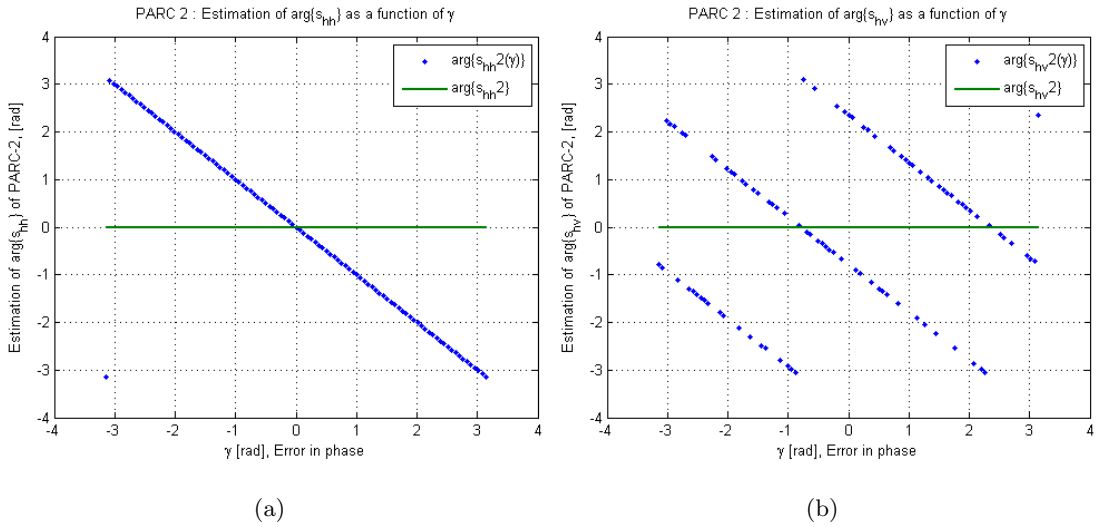 PARC 2 : Estimation of arg{s_hh} as a function of γ
Estimation of arg{s_hh} of PARC-2, [rad]
4
3
2
1
0
-1
-2
-3
-4
arg{s_hh2(γ)}
arg{s_hh2}
-4 -3 -2 -1 0 1 2 3 4
γ [rad], Error in phase
(a)
PARC 2 : Estimation of arg{s_hv} as a function of γ
Estimation of arg{s_hv} of PARC-2, [rad]
4
3
2
1
0
-1
-2
-3
-4
arg{s_hv2(γ)}
arg{s_hv2}
-4 -3 -2 -1 0 1 2 3 4
γ [rad], Error in phase
(b)